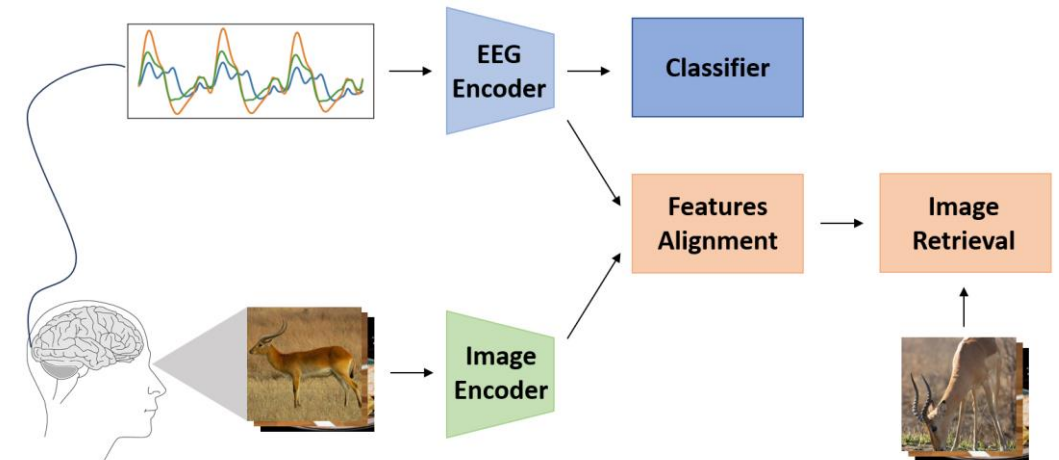 EEG
Encoder
Classifier
Features
Alignment
Image
Retrieval
Image
Encoder